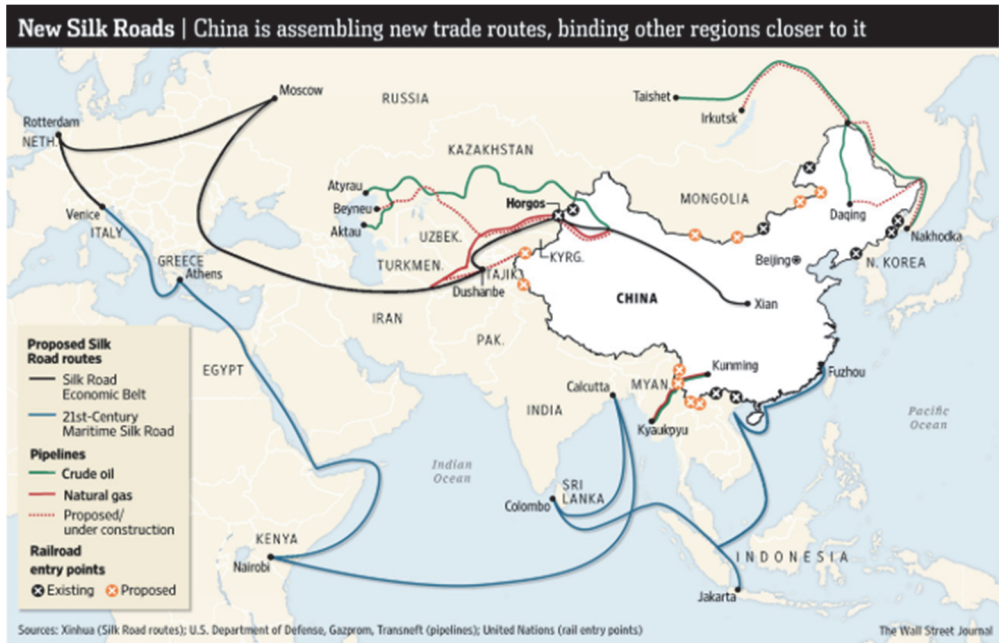 New Silk Roads | China is assembling new trade routes, binding other regions closer to it
Moscow
RUSSIA
Taishet
Irkutsk
Rotterdam
NETH.
KAZAKHSTAN
Atyrau
Beyneu
Aktau
Horgos
MONGOLIA
Daqing
Venice
ITALY
UZBEK.
Nakhodka
GREECE
Athens
TURKMEN.
KYRG.
TAJIK.
Beijing
N. KOREA
Dushanbe
CHINA
Xian
IRAN
PAK.
Proposed Silk
Road routes
Silk Road
Economic Belt
21st-Century
Maritime Silk Road
Pipelines
Crude oil
Natural gas
Proposed/
under construction
Railroad
entry points
Existing
Proposed
EGYPT
Calcutta
MYAN.
Kunming
Fuzhou
INDIA
Kyaukpyu
Pacific
Ocean
Indian
Ocean
SRI
LANKA
Colombo
KENYA
Nairobi
INDONESIA
Jakarta
Sources: Xinhua (Silk Road routes); U.S. Department of Defense, Gazprom, Transneft (pipelines); United Nations (rail entry points)
The Wall Street Journal